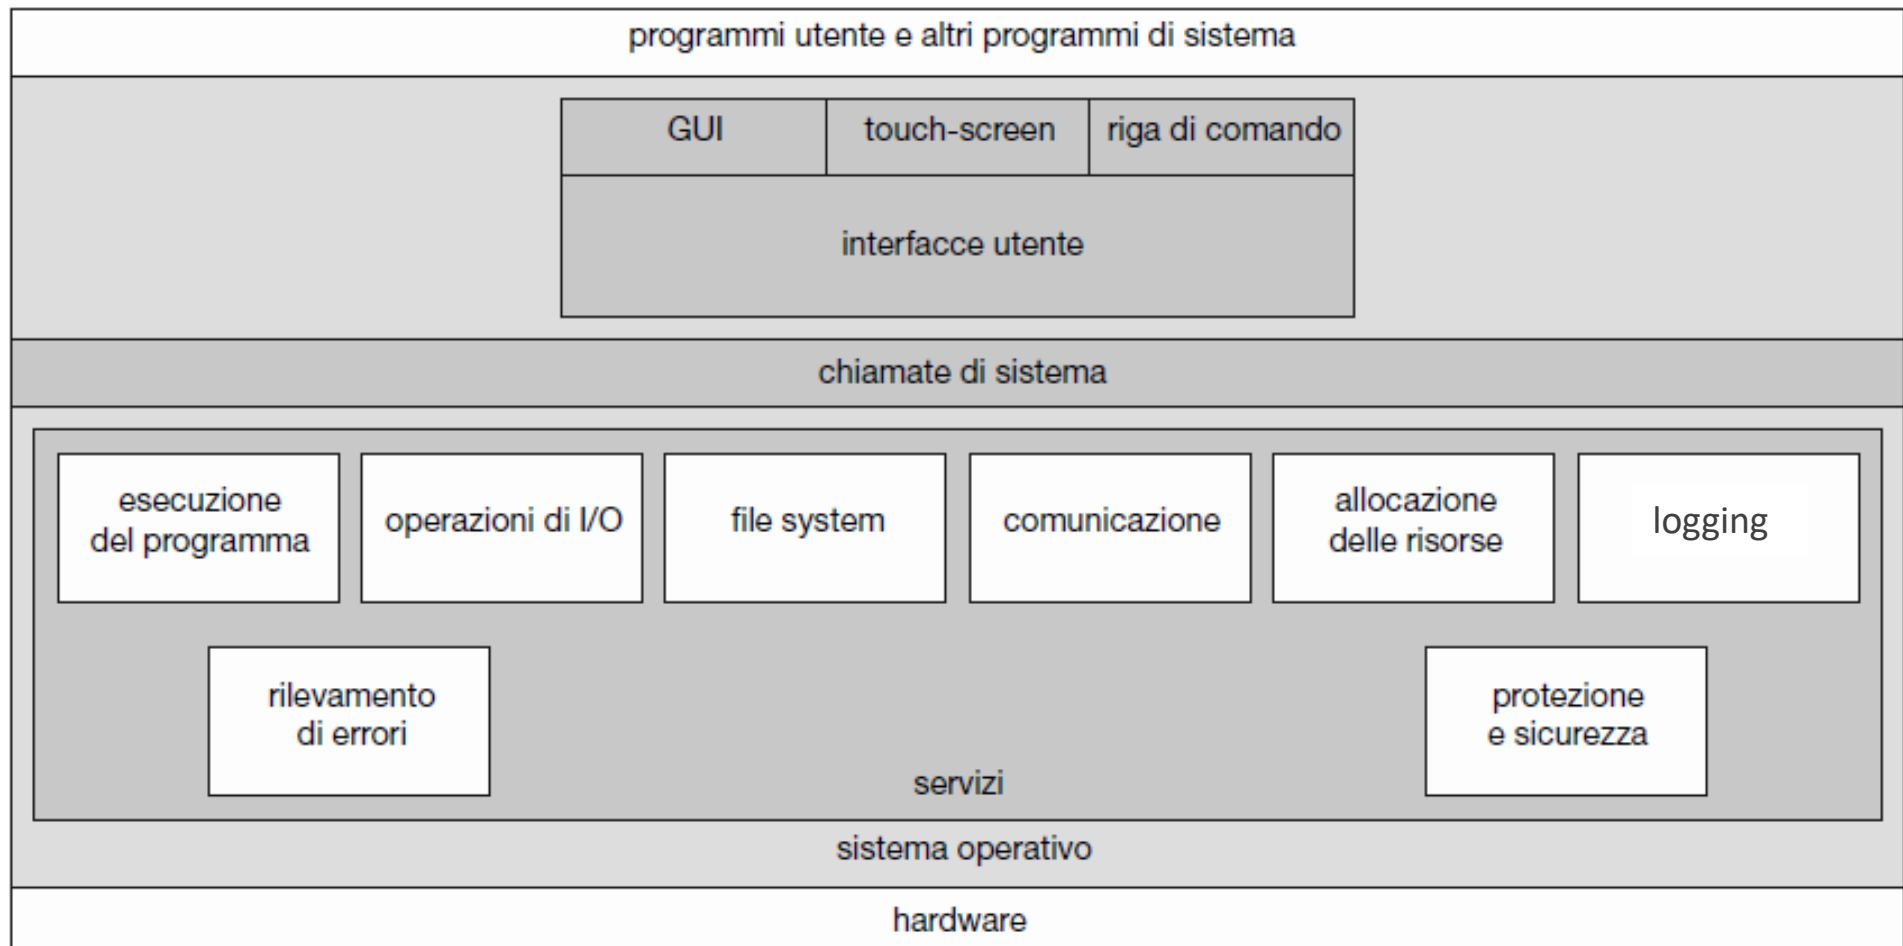 programmi utente e altri programmi di sistema
GUI
touch-screen
riga di comando
interfacce utente
chiamate di sistema
esecuzione
del programma
operazioni di I/O
file system
comunicazione
allocazione
delle risorse
logging
rilevamento
di errori
protezione
e sicurezza
servizi
sistema operativo
hardware